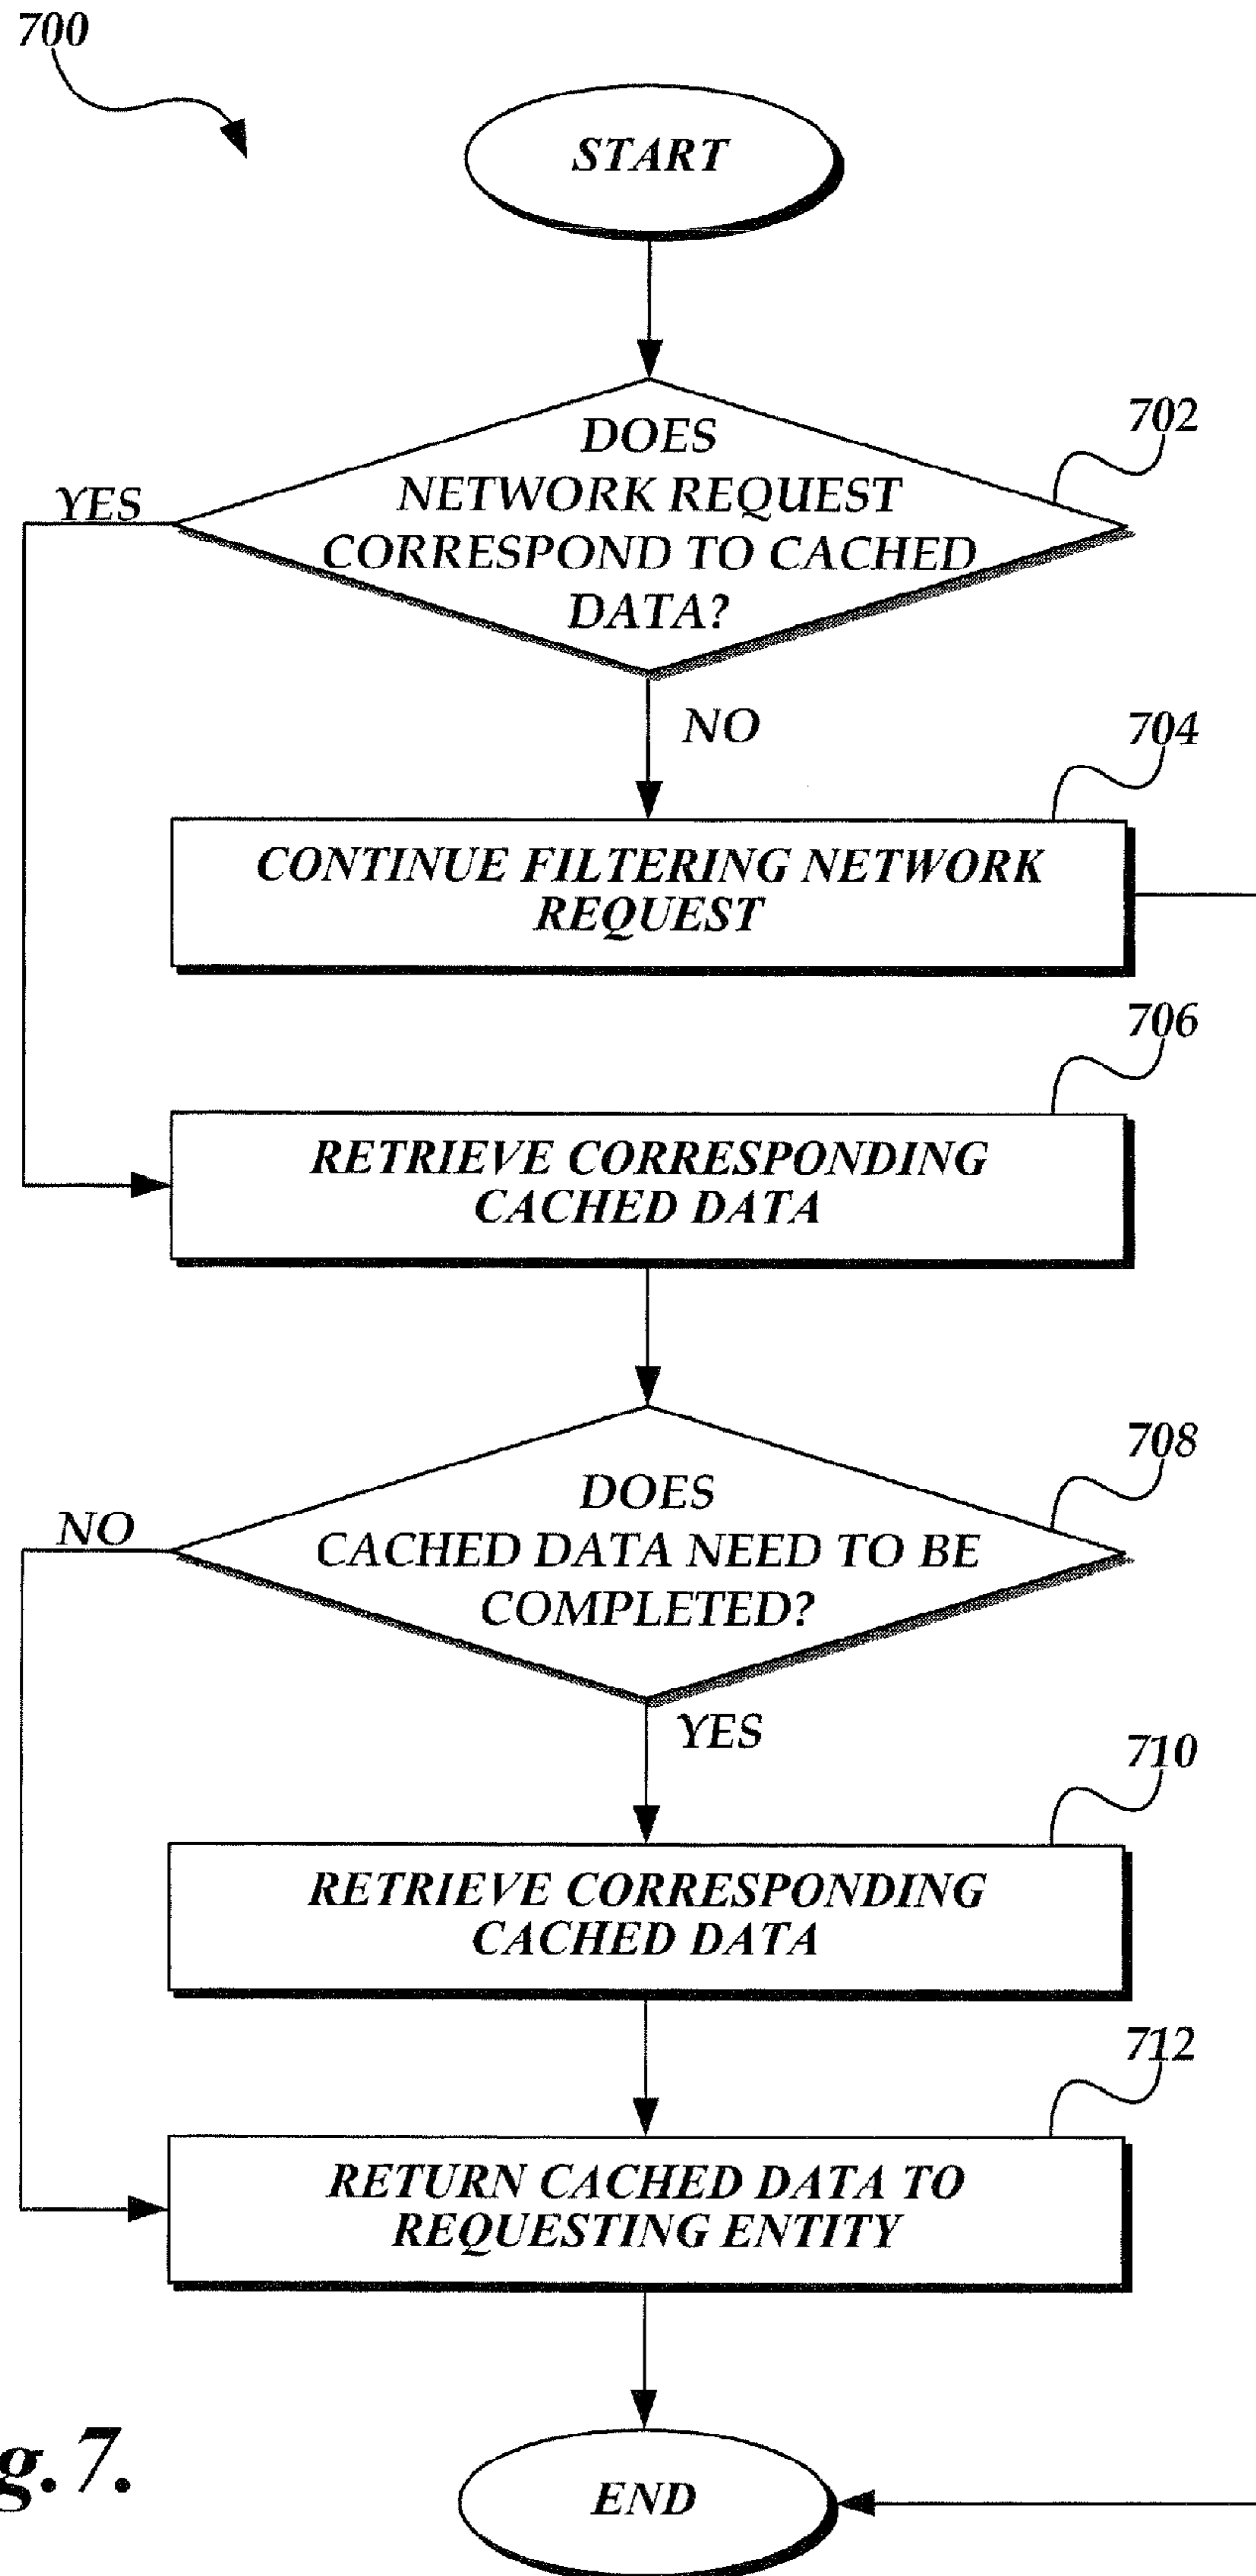 700
START
DOES
NETWORK REQUEST
CORRESPOND TO CACHED
DATA?
702
YES
NO
704
CONTINUE FILTERING NETWORK
REQUEST
706
RETRIEVE CORRESPONDING
CACHED DATA
708
DOES
CACHED DATA NEED TO BE
COMPLETED?
NO
YES
710
RETRIEVE CORRESPONDING
CACHED DATA
712
RETURN CACHED DATA TO
REQUESTING ENTITY
g. 7.
END